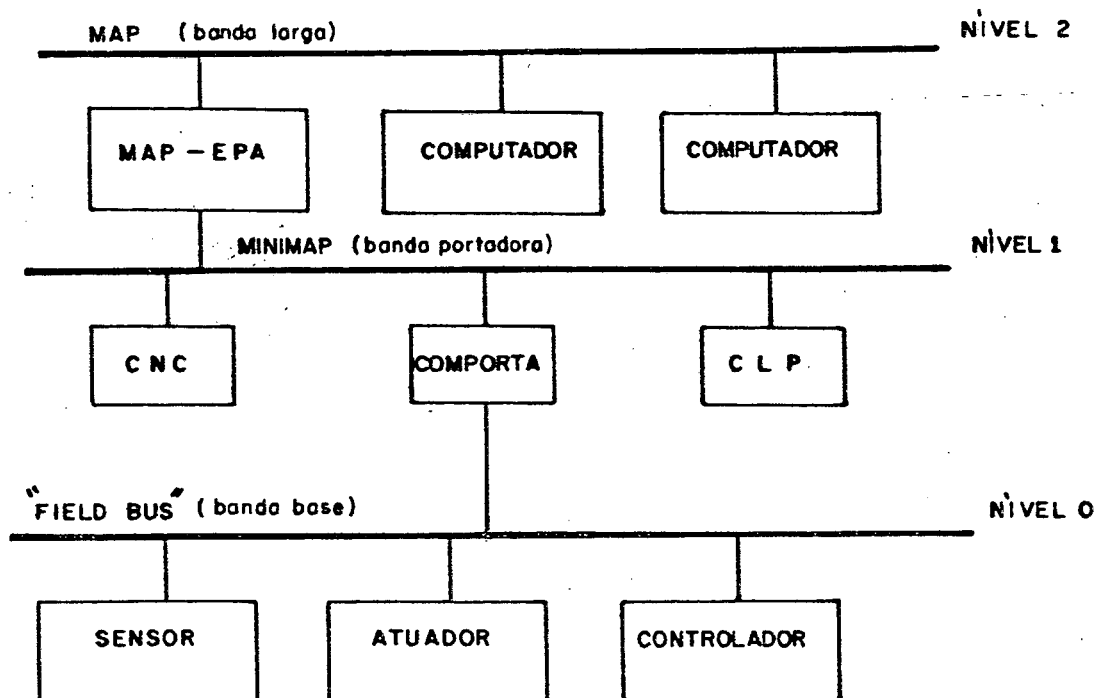 MAP (banda larga) NÍVEL 2
MAP - EPA
COMPUTADOR
COMPUTADOR
MINIMAP (banda portadora) NÍVEL 1
CNC
COMPORTA
CLP
"FIELD BUS" (banda base) NÍVEL 0
SENSOR
ATUADOR
CONTROLADOR